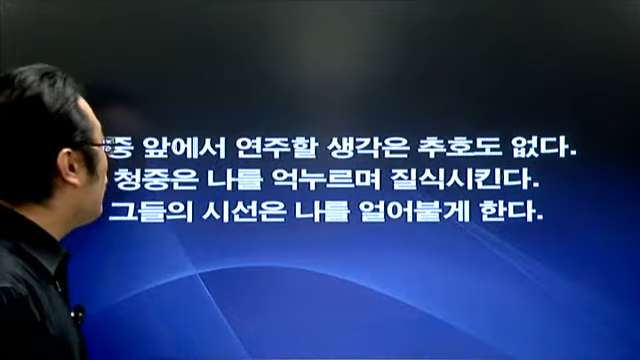 중 앞에서 연주할 생각은 추호도 없다.
청중은 나를 억누르며 질식시킨다.
그들의 시선은 나를 얼어붙게 한다.